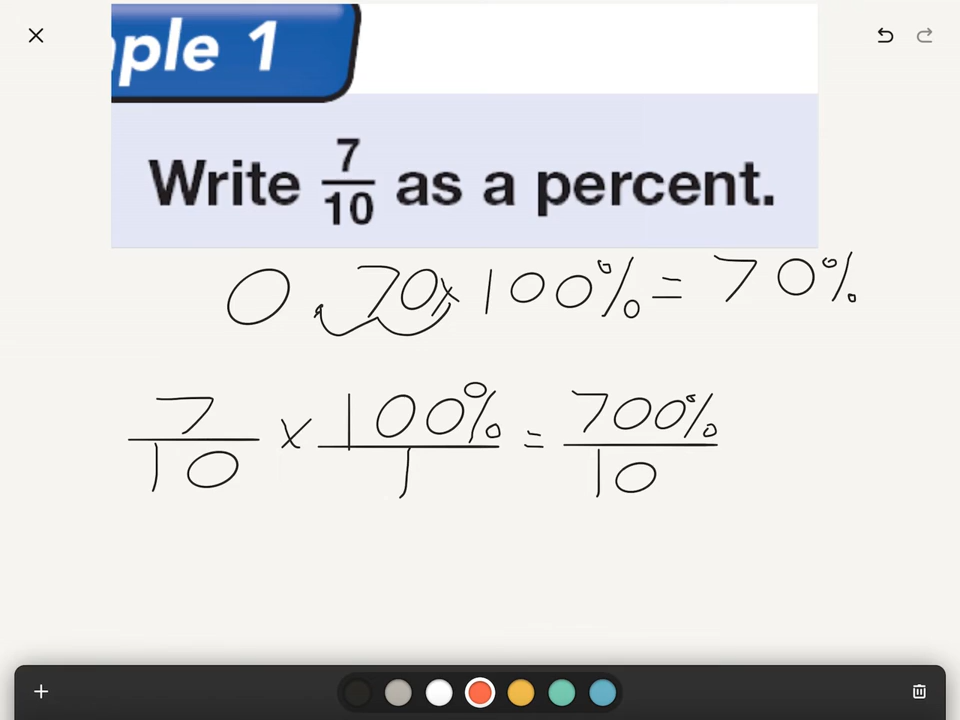 ple 1
Write 7/10 as a percent.
0.70 x 100% = 70%
7/10 x 100%/1 = 700%/10